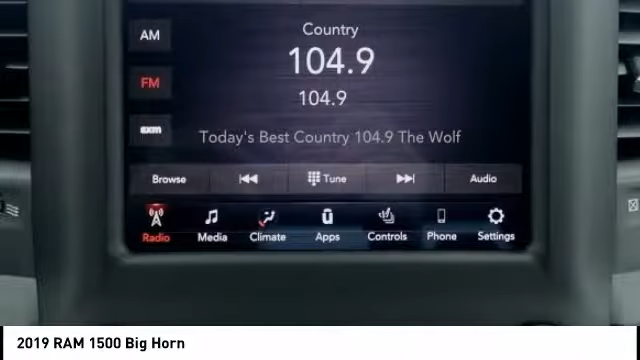 Country
AM
104.9
FM
104.9
sxm
Today's Best Country 104.9 The Wolf
Browse
Tune
Audio
Radio
Media
Climate
Apps
Controls
Phone
Settings
2019 RAM 1500 Big Horn